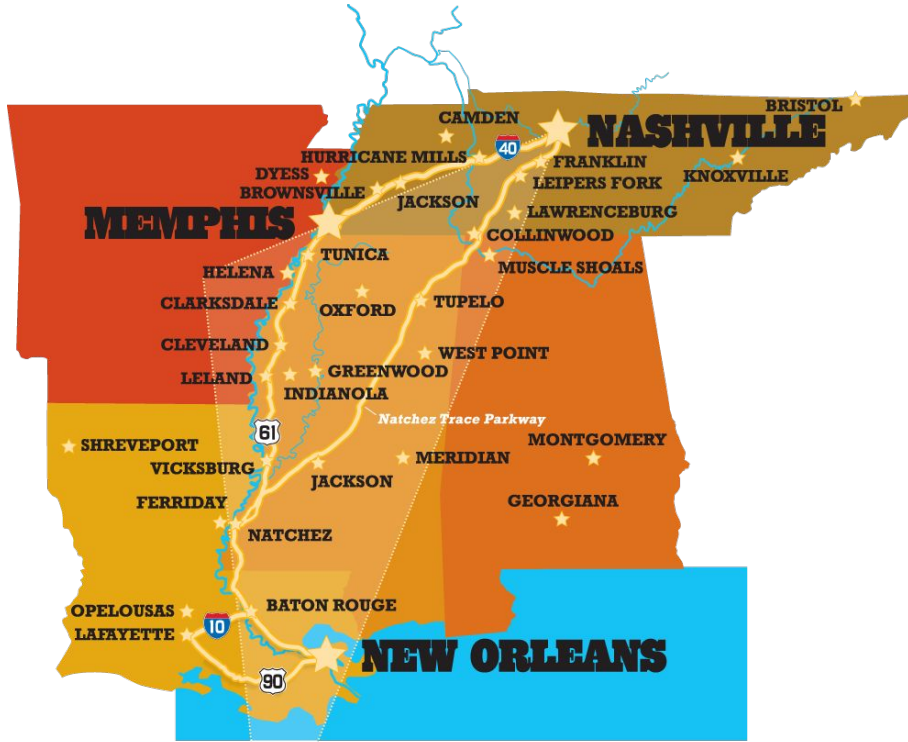 BRISTOL
CAMDEN
NASHVILLE
40
HURRICANE MILLS
FRANKLIN
KNOXVILLE
DYESS
LEIPERS FORK
BROWNSVILLE
JACKSON
LAWRENCEBURG
MEMPHIS
COLLINWOOD
TUNICA
MUSCLE SHOALS
HELENA
CLARKSDALE
OXFORD
TUPELO
CLEVELAND
WEST POINT
LELAND
GREENWOOD
INDIANOLA
Natchez Trace Parkway
61
SHREVEPORT
MONTGOMERY
VICKSBURG
MERIDIAN
JACKSON
FERRIDAY
GEORGIANA
NATCHEZ
OPELOUSAS
BATON ROUGE
10
LAFAYETTE
NEW ORLEANS
90